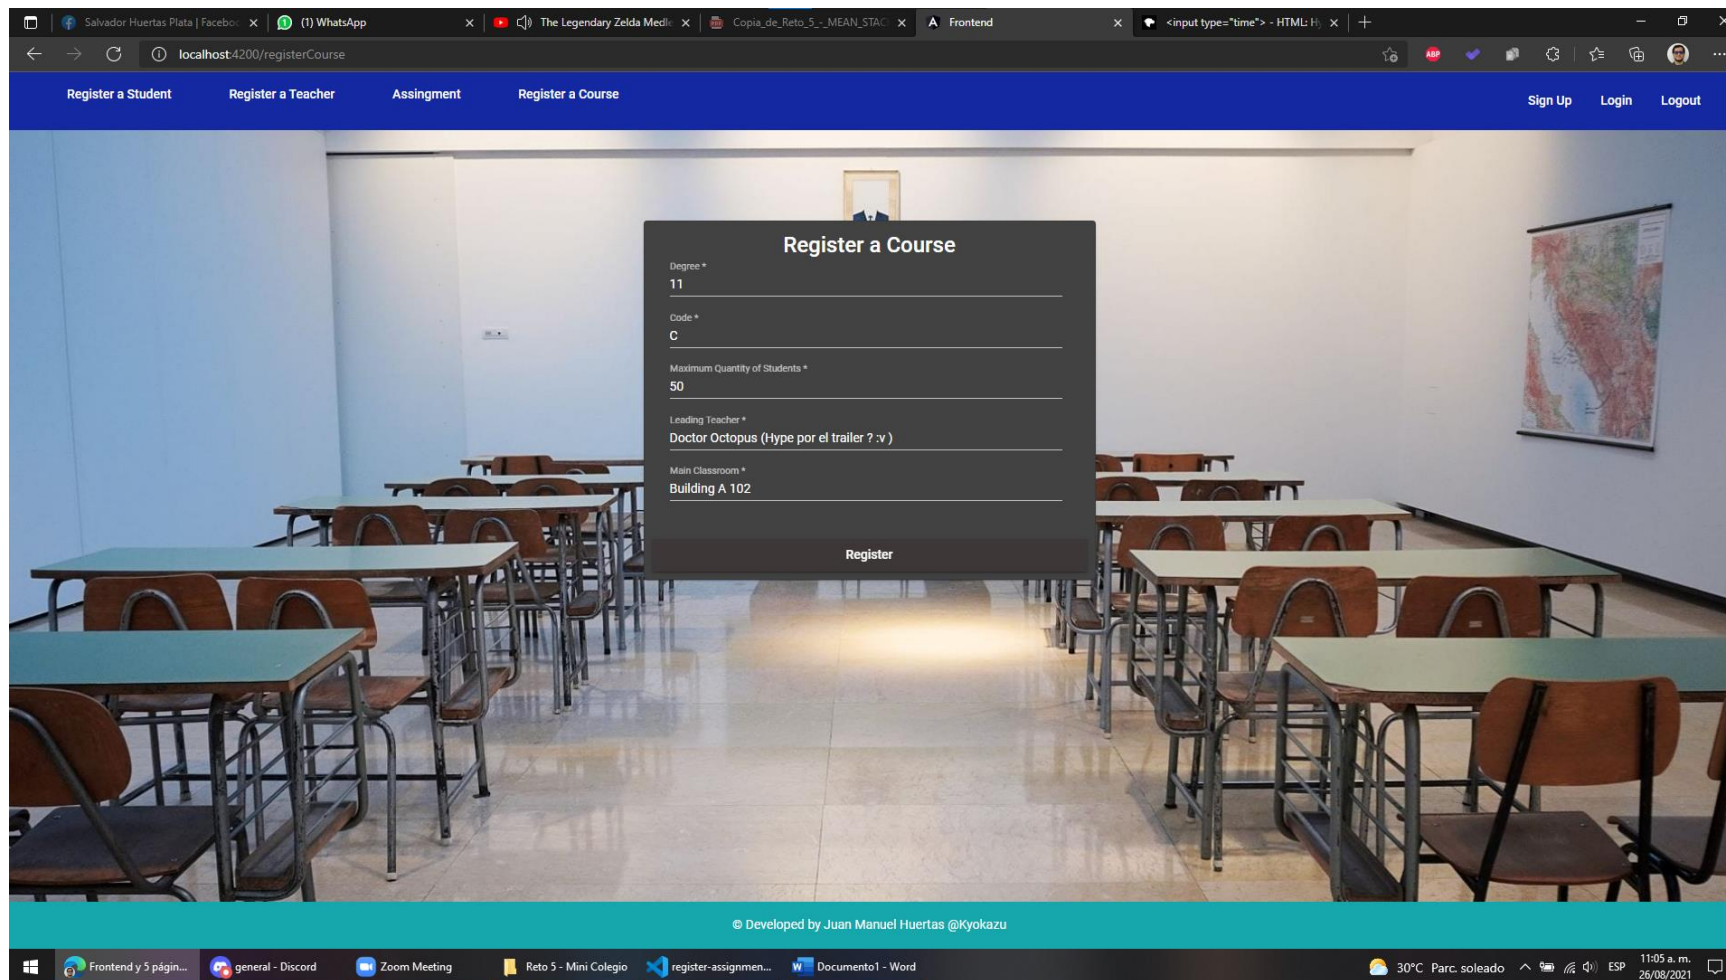 Salvador Huertas Plata | Faceboo
(1) WhatsApp
The Legendary Zelda Medle
Copia_de_Reto_5_-_MEAN_STAC
Frontend
<input type="time"> - HTML: Hy
localhost:4200/registerCourse
ABP
Register a Student
Register a Teacher
Assingment
Register a Course
Sign Up
Login
Logout
Register a Course
Degree *
11
Code *
C
Maximum Quantity of Students *
50
Leading Teacher *
Doctor Octopus (Hype por el trailer ? :v )
Main Classroom *
Building A 102
Register
© Developed by Juan Manuel Huertas @Kyokazu
Frontend y 5 págin...
general - Discord
Zoom Meeting
Reto 5 - Mini Colegio
register-assignmen...
Documento1 - Word
30°C Parc. soleado
ESP
11:05 a. m.
26/08/2021